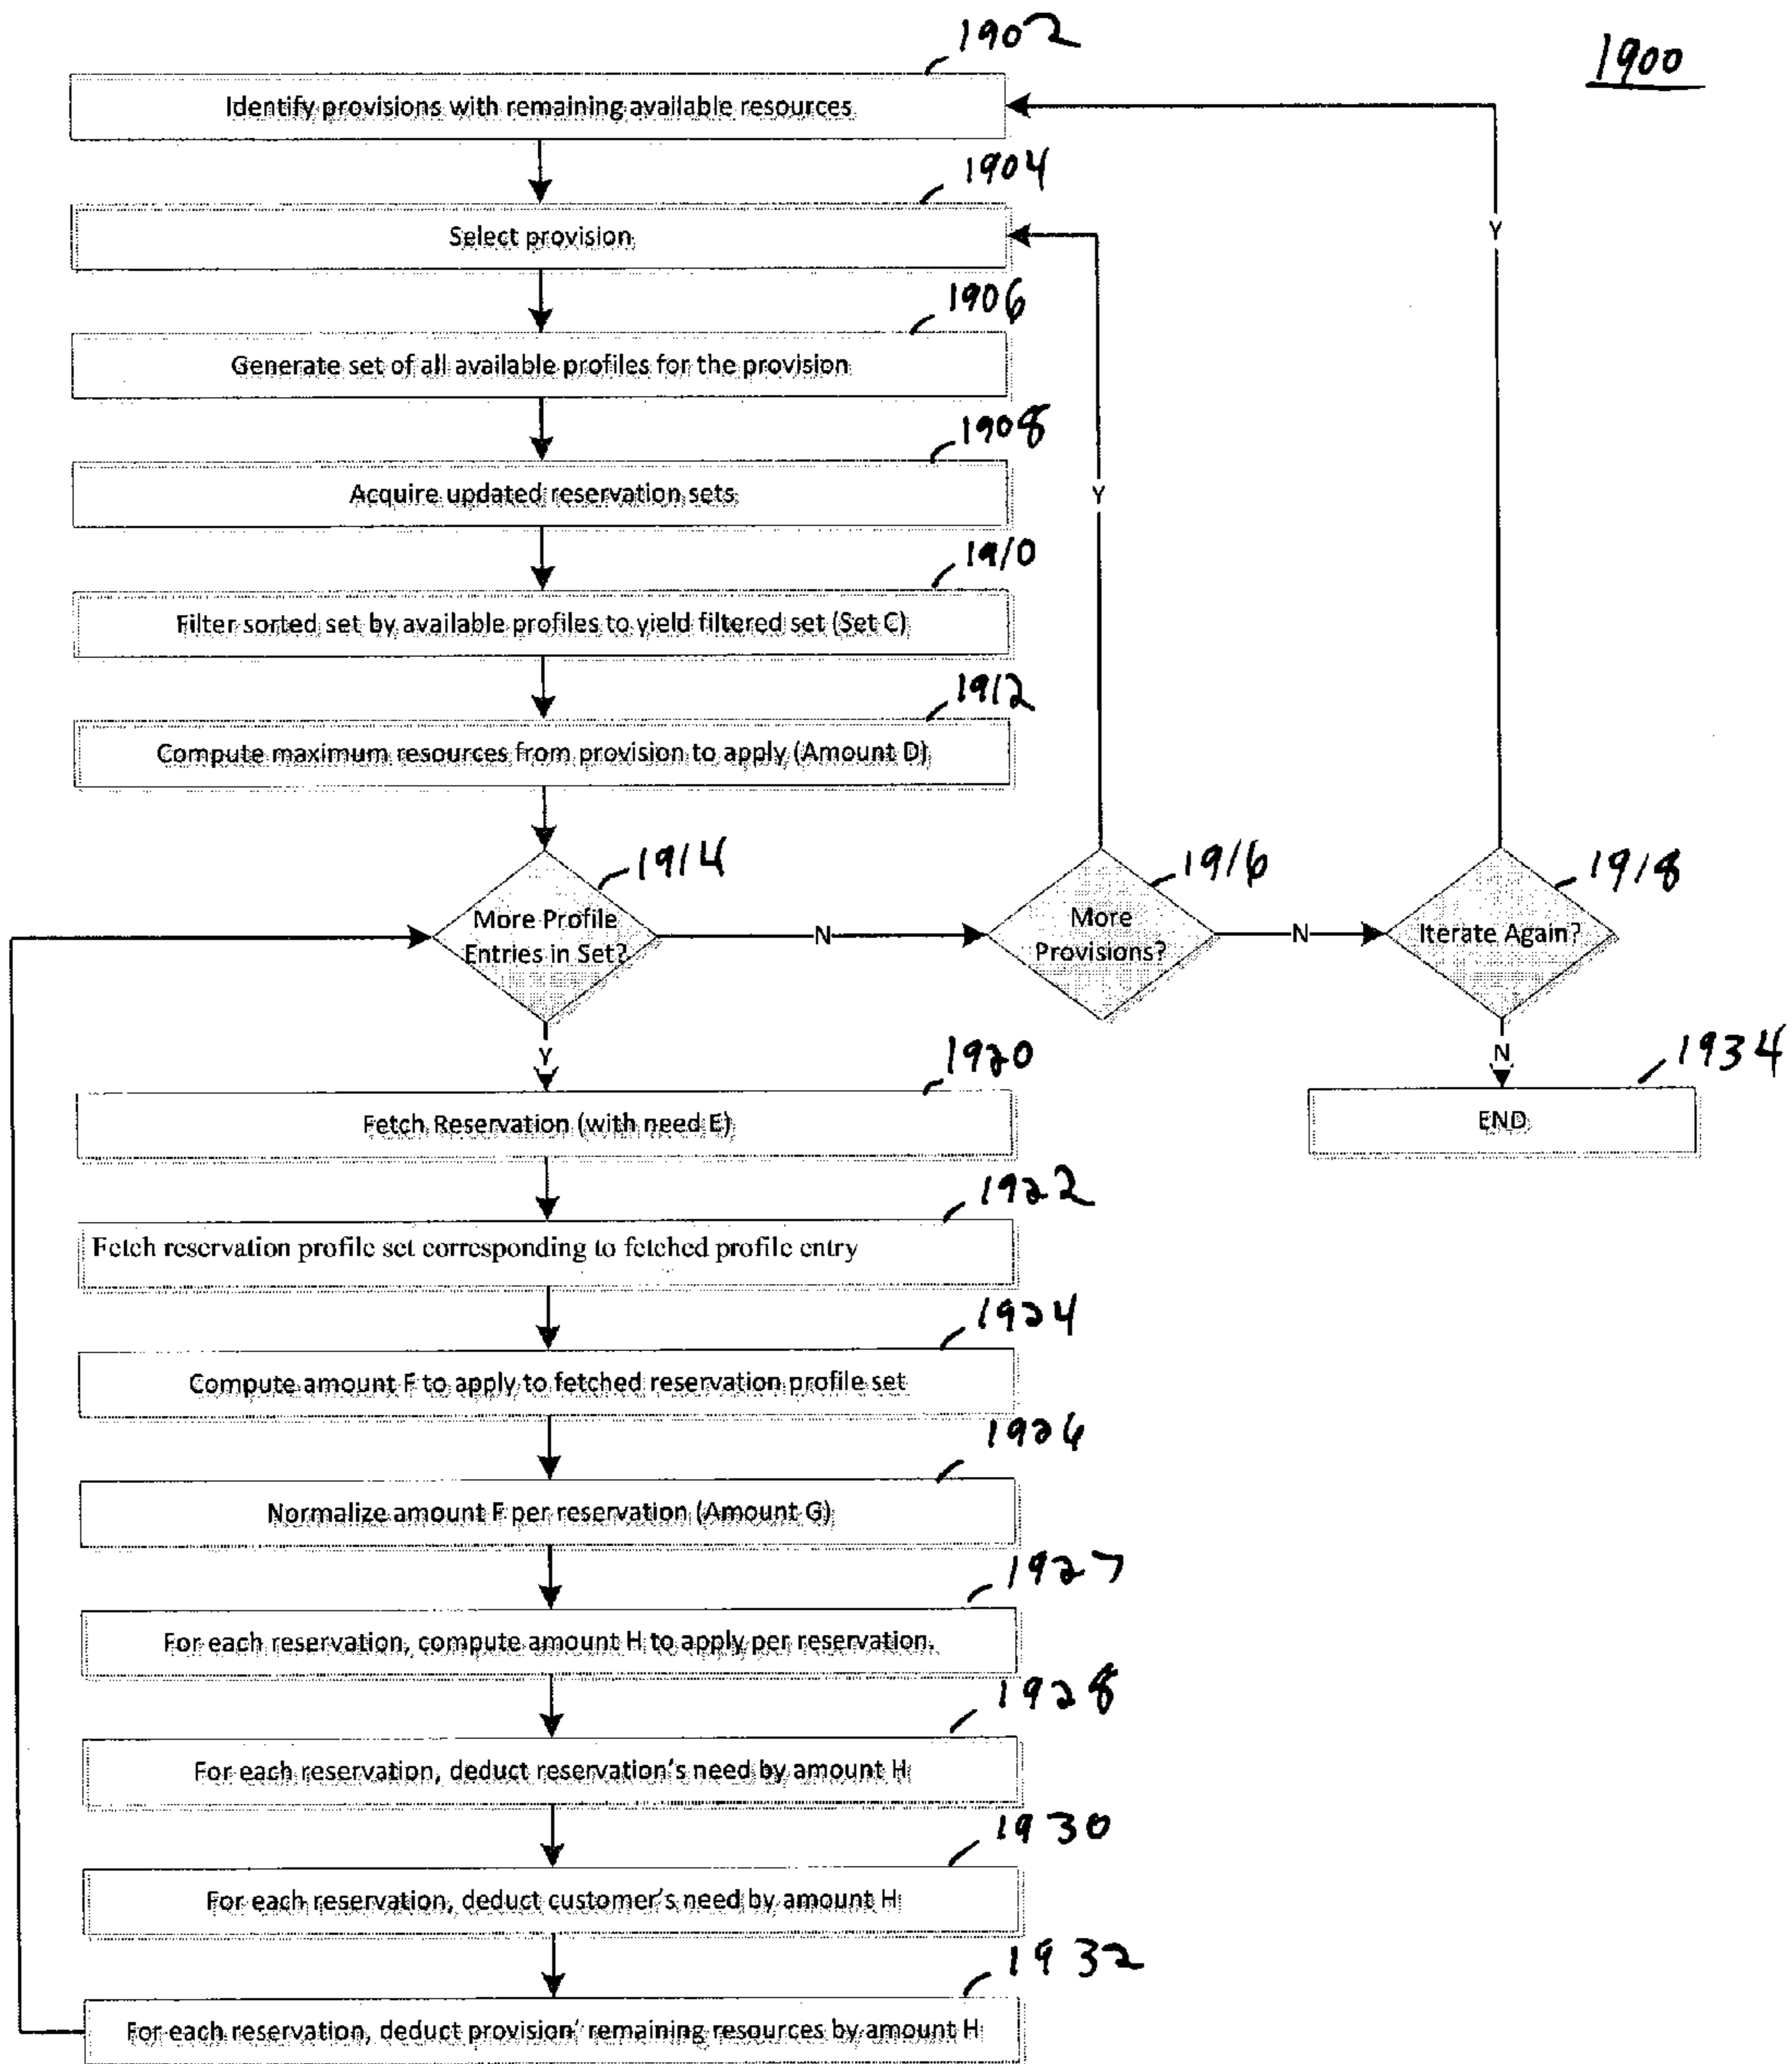 1900
1902
Identify provisions with remaining available resources
1904
Select provision
Y
1906
Generate set of all available profiles for the provision
1908
Acquire updated reservation sets
Y
1910
Filter sorted set by available profiles to yield filtered set (Set C)
1912
Compute maximum resources from provision to apply (Amount D)
1914
More Profile
Entries in Set?
N
1916
More
Provisions?
N
1918
Iterate Again?
Y
1920
Fetch Reservation (with need E)
N
1934
END
1922
Fetch reservation profile set corresponding to fetched profile entry
1924
Compute amount F to apply to fetched reservation profile set
1926
Normalize amount F per reservation (Amount G)
1927
For each reservation, compute amount H to apply per reservation.
1928
For each reservation, deduct reservation's need by amount H
1930
For each reservation, deduct customer's need by amount H
1932
For each reservation, deduct provision' remaining resources by amount H